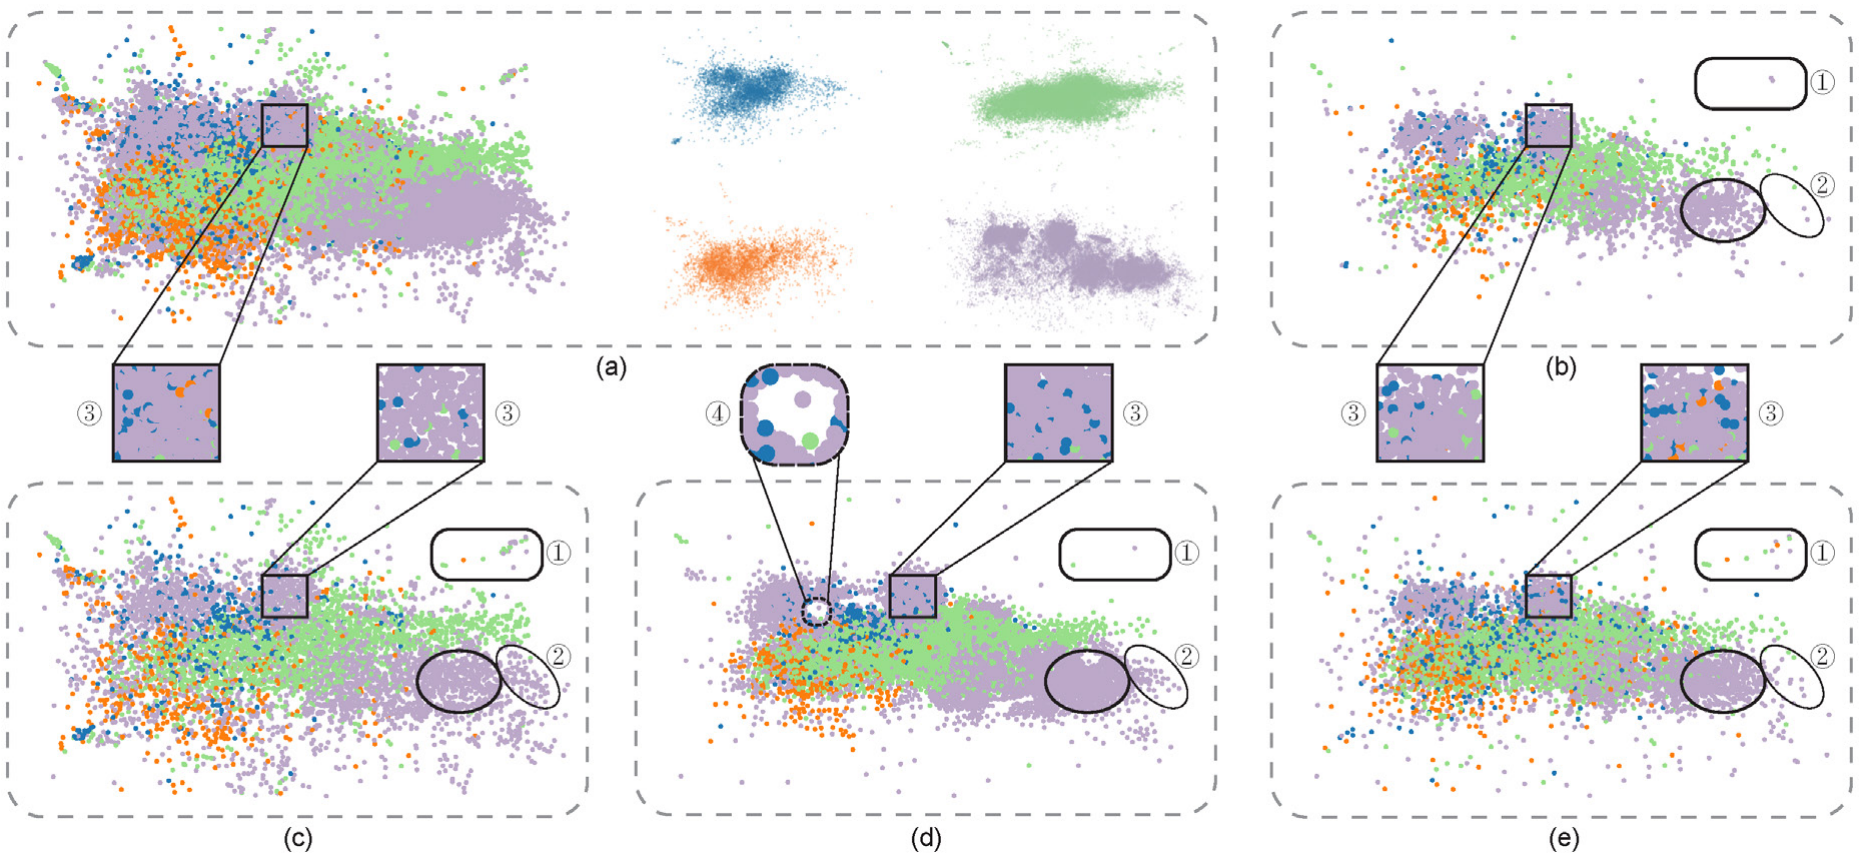 ①
②
(a)
(b)
③
③
④
③
③
③
①
①
①
②
②
②
(c)
(d)
(e)